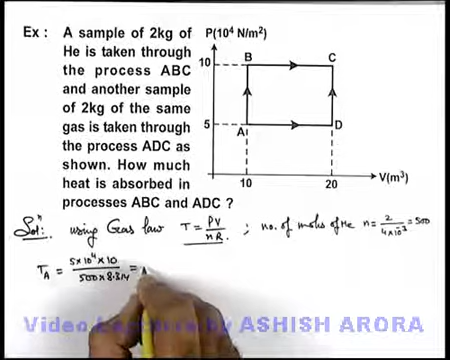 Ex : A sample of 2kg of
He is taken through
the process ABC
and another sample
of 2kg of the same
gas is taken through
the process ADC as
shown. How much
heat is absorbed in
processes ABC and ADC ?
P(10⁴ N/m²)
10
B
C
5
A
D
10
20
V(m³)
Solⁿ: using Gas law T = PV/nR ; no. of mols of He n = 2/(4×10⁻³) = 500
T_A = (5×10⁴×10)/(500×8.314) =
Video Lectures by ASHISH ARORA